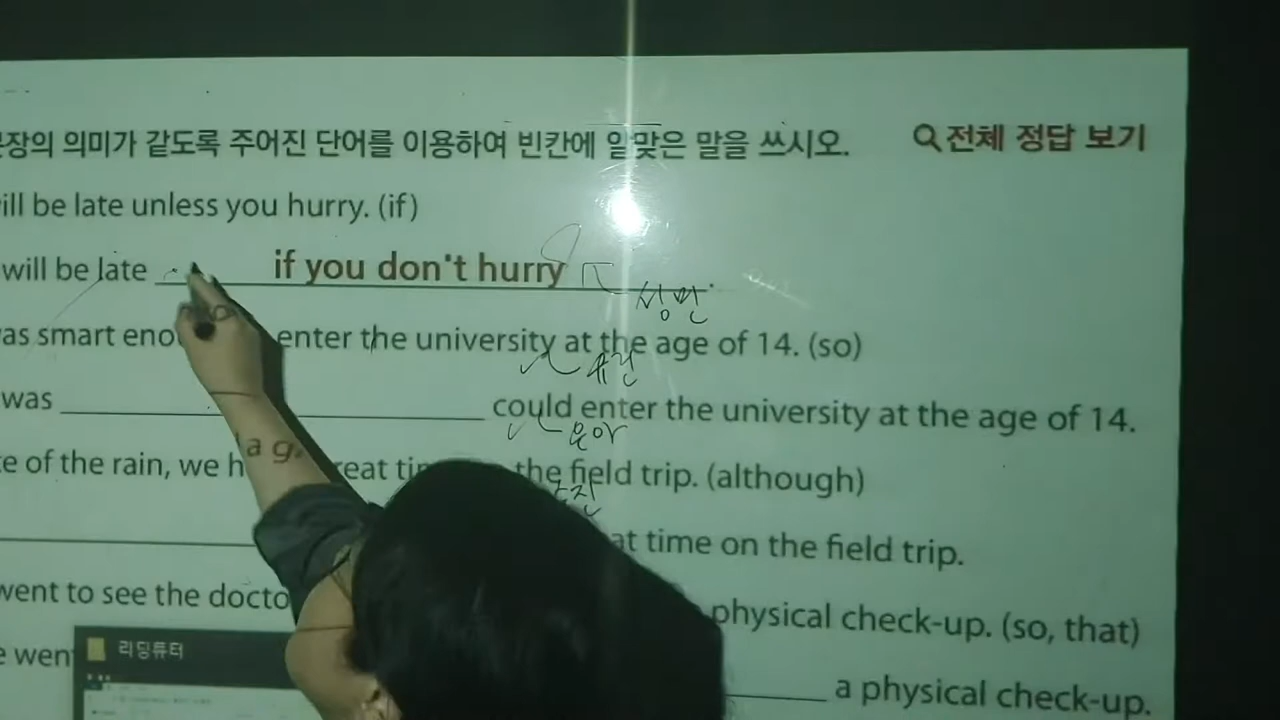 문장의 의미가 같도록 주어진 단어를 이용하여 빈칸에 알맞은 말을 쓰시오.
전체 정답 보기
ill be late unless you hurry. (if)
will be late if you don't hurry
as smart eno enter the university at the age of 14. (so)
was could enter the university at the age of 14.
e of the rain, we h reat ti the field trip. (although)
at time on the field trip.
went to see the docto physical check-up. (so, that)
e wen a physical check-up.
리딩튜터